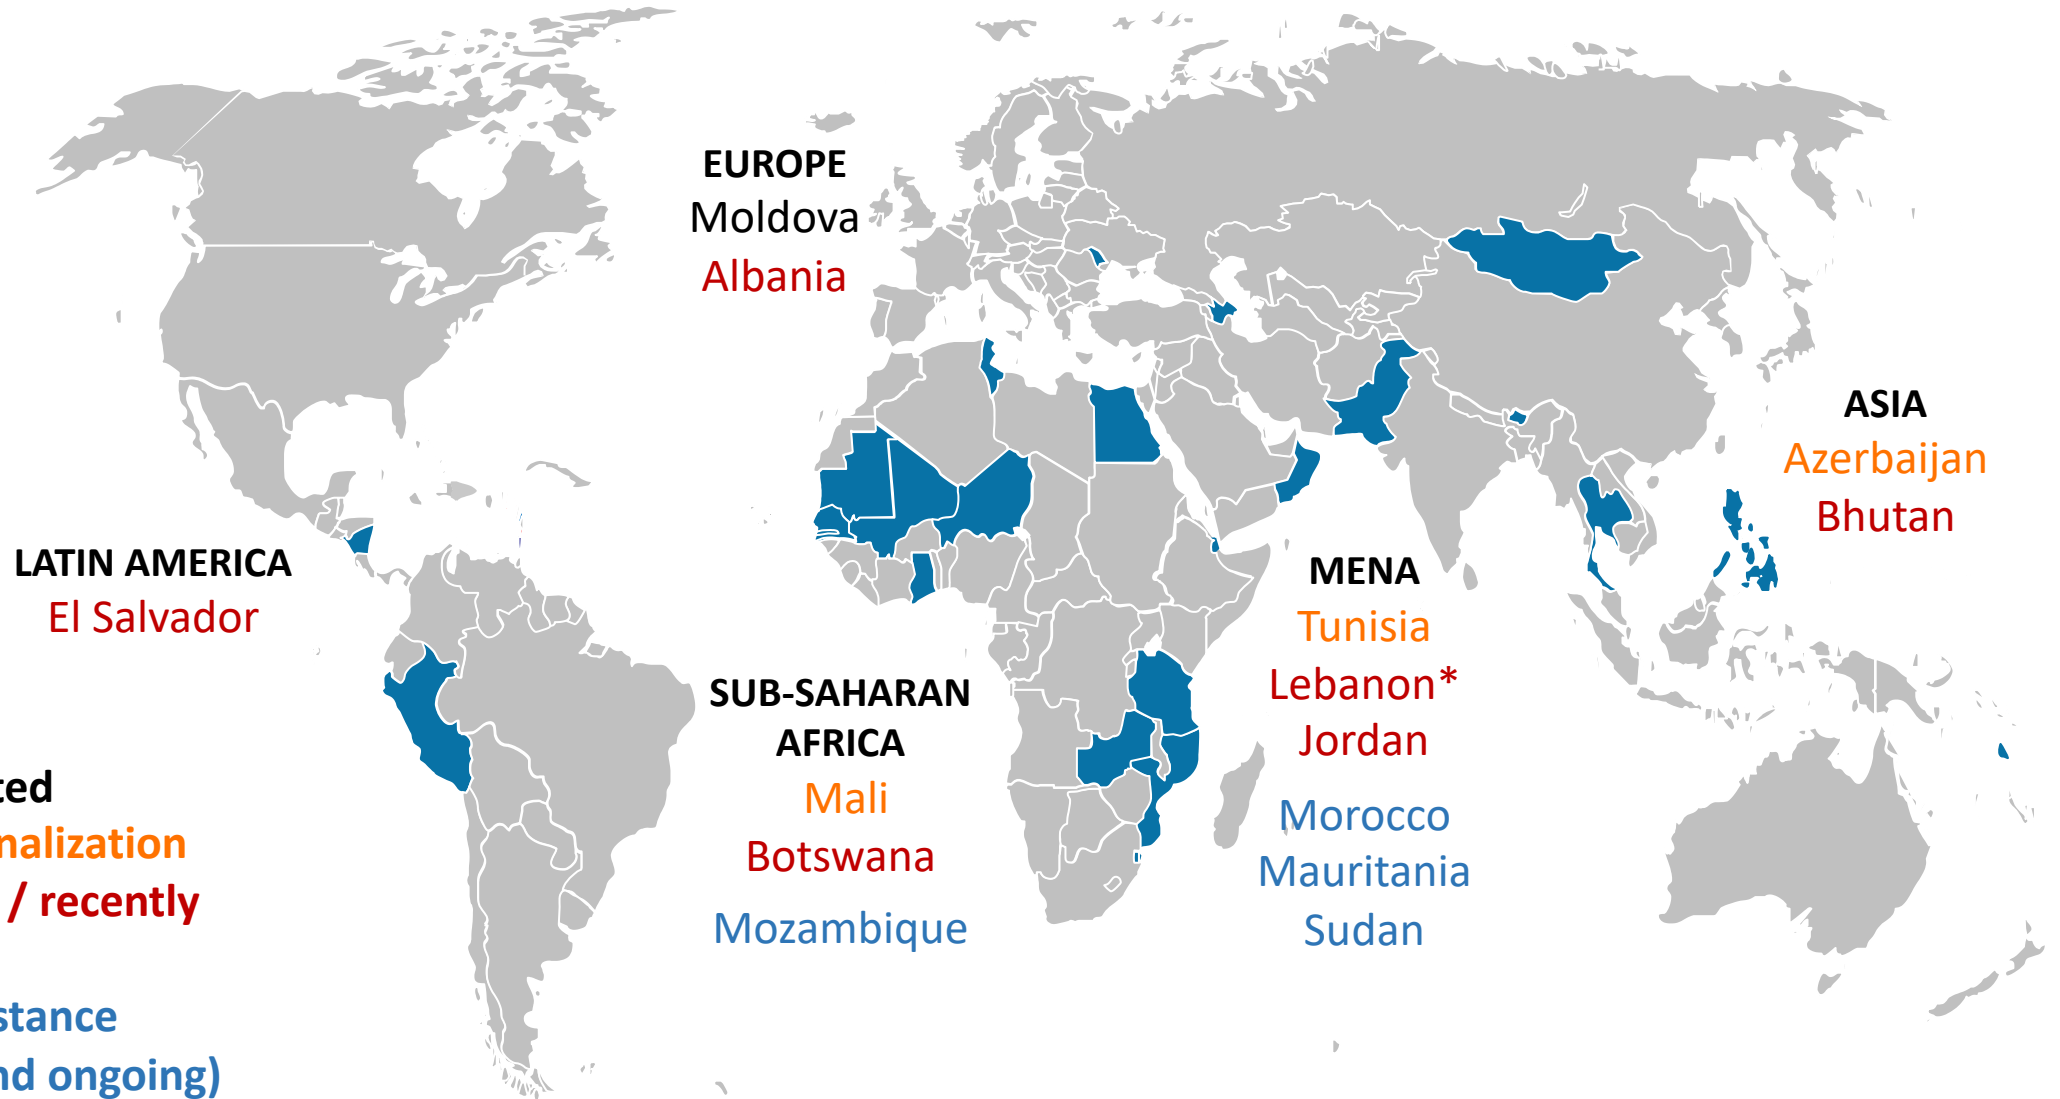 EUROPE
Moldova
Albania
ASIA
Azerbaijan
Bhutan
LATIN AMERICA
El Salvador
MENA
Tunisia
Lebanon*
Jordan
Morocco
Mauritania
Sudan
SUB-SAHARAN
AFRICA
Mali
Botswana
Mozambique
ted
nalization
/ recently
stance
nd ongoing)